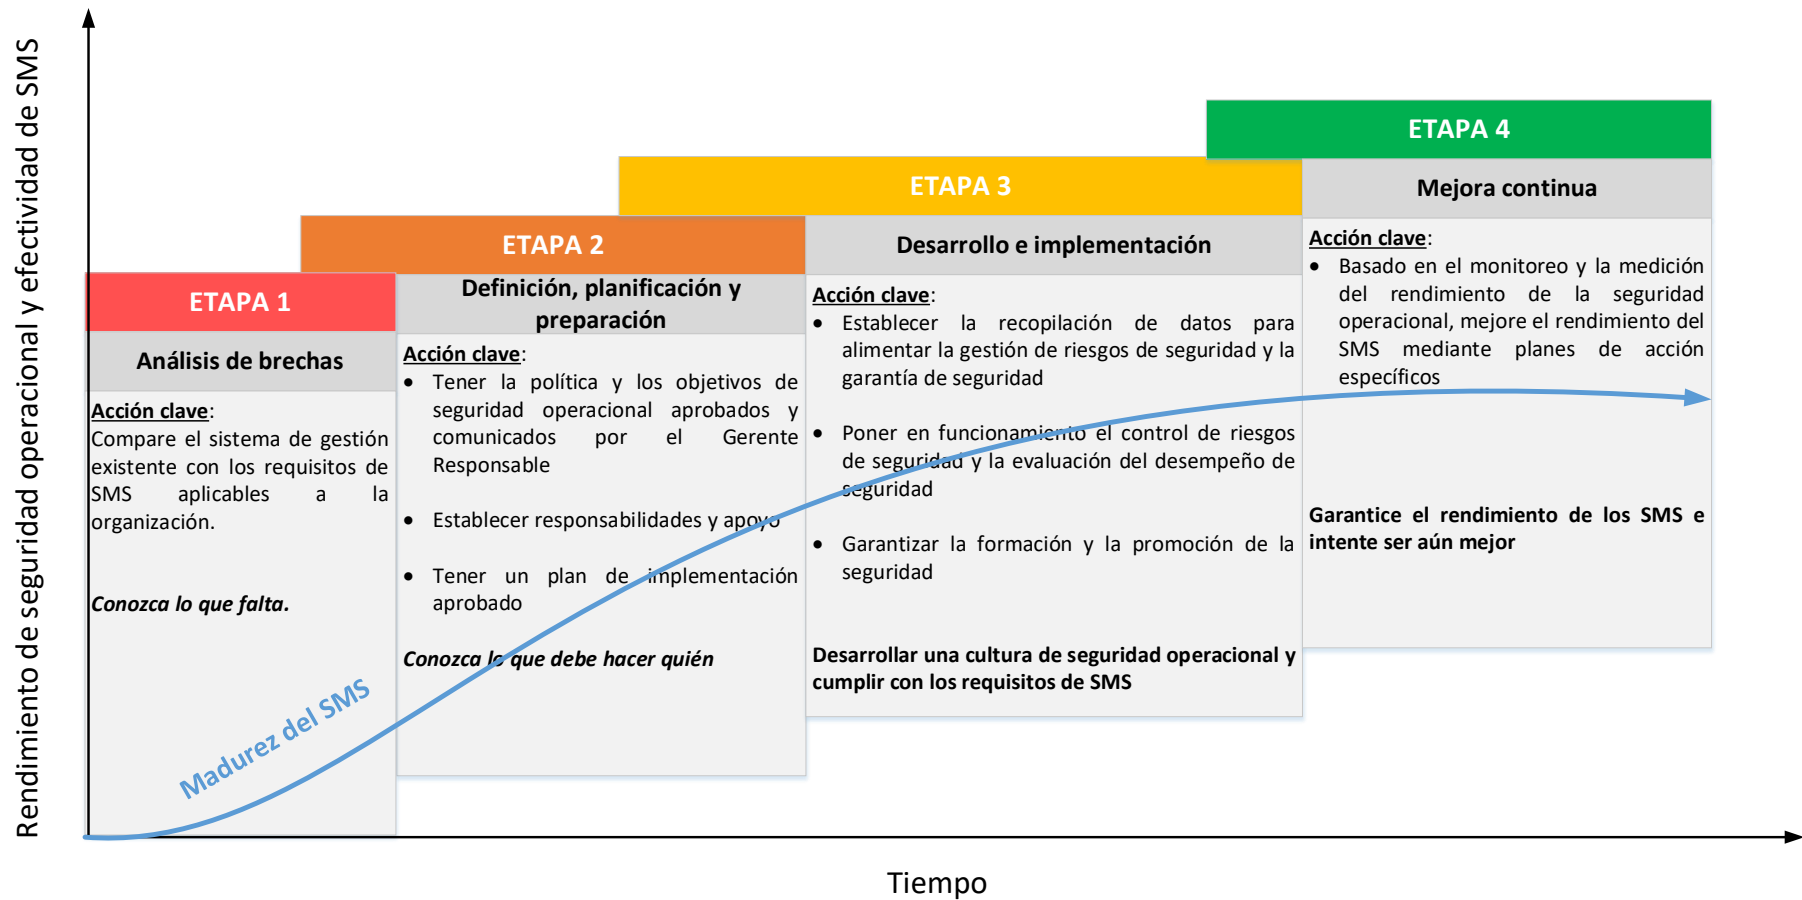 Rendimiento de seguridad operacional y efectividad de SMS
ETAPA 1
Análisis de brechas
Acción clave:
Compare el sistema de gestión
existente con los requisitos de
SMS aplicables a la
organización.
Conozca lo que falta.
Madurez del SMS
ETAPA 2
Definición, planificación y
preparación
Acción clave:
• Tener la política y los objetivos de
seguridad operacional aprobados y
comunicados por el Gerente
Responsable
• Establecer responsabilidades y apoyo
• Tener un plan de implementación
aprobado
Conozca lo que debe hacer quién
ETAPA 3
Desarrollo e implementación
Acción clave:
• Establecer la recopilación de datos para
alimentar la gestión de riesgos de seguridad y la
garantía de seguridad
• Poner en funcionamiento el control de riesgos
de seguridad y la evaluación del desempeño de
seguridad
• Garantizar la formación y la promoción de la
seguridad
Desarrollar una cultura de seguridad operacional y
cumplir con los requisitos de SMS
ETAPA 4
Mejora continua
Acción clave:
• Basado en el monitoreo y la medición
del rendimiento de la seguridad
operacional, mejore el rendimiento del
SMS mediante planes de acción
específicos
Garantice el rendimiento de los SMS e
intente ser aún mejor
Tiempo